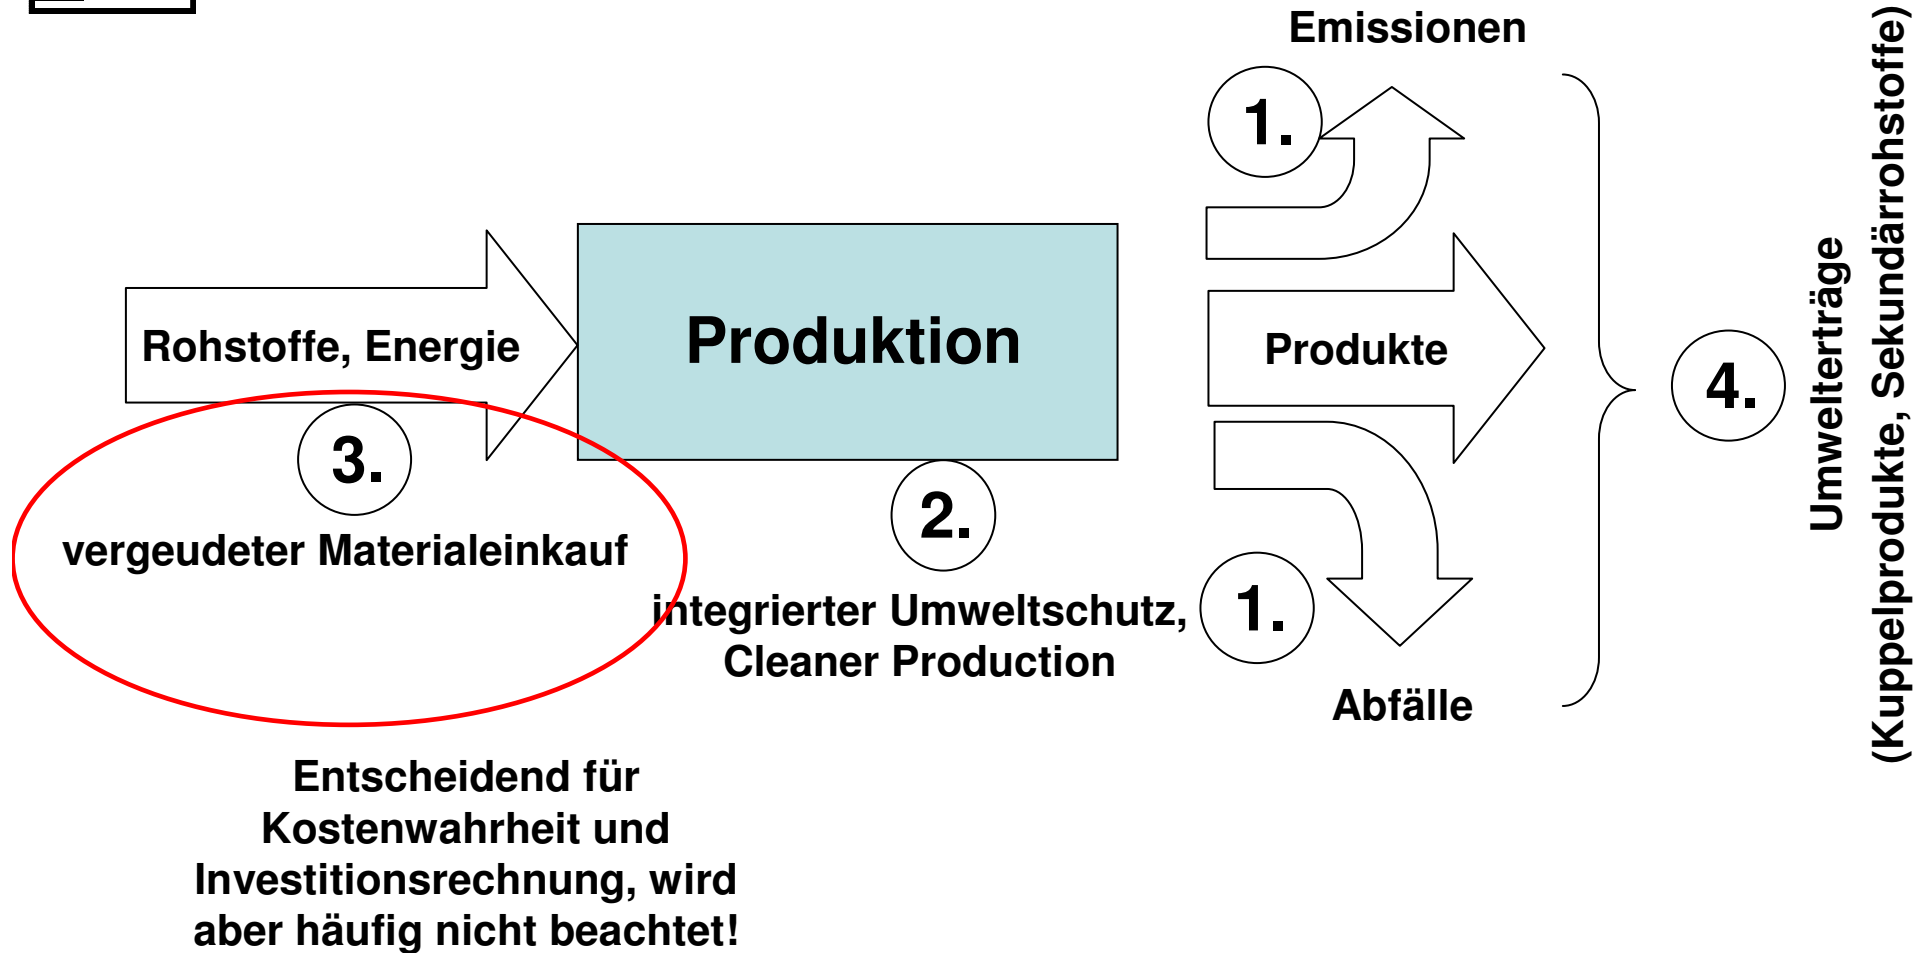 Emissionen
1.
Rohstoffe, Energie
Produktion
Produkte
3.
vergeudeter Materialeinkauf
2.
integrierter Umweltschutz,
Cleaner Production
1.
Abfälle
4.
Umwelterträge
(Kuppelprodukte, Sekundärrohstoffe)
Entscheidend für
Kostenwahrheit und
Investitionsrechnung, wird
aber häufig nicht beachtet!